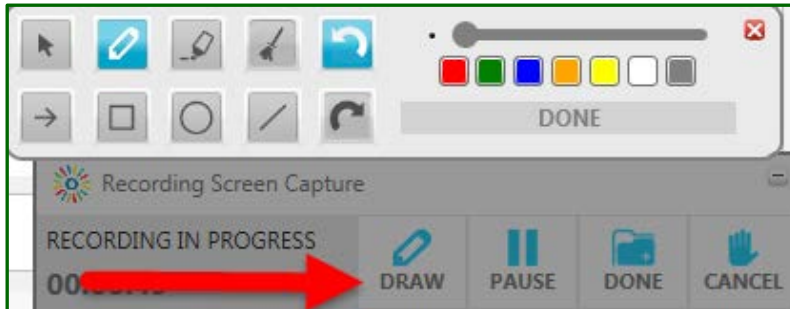 DONE
Recording Screen Capture
RECORDING IN PROGRESS
DRAW PAUSE DONE CANCEL